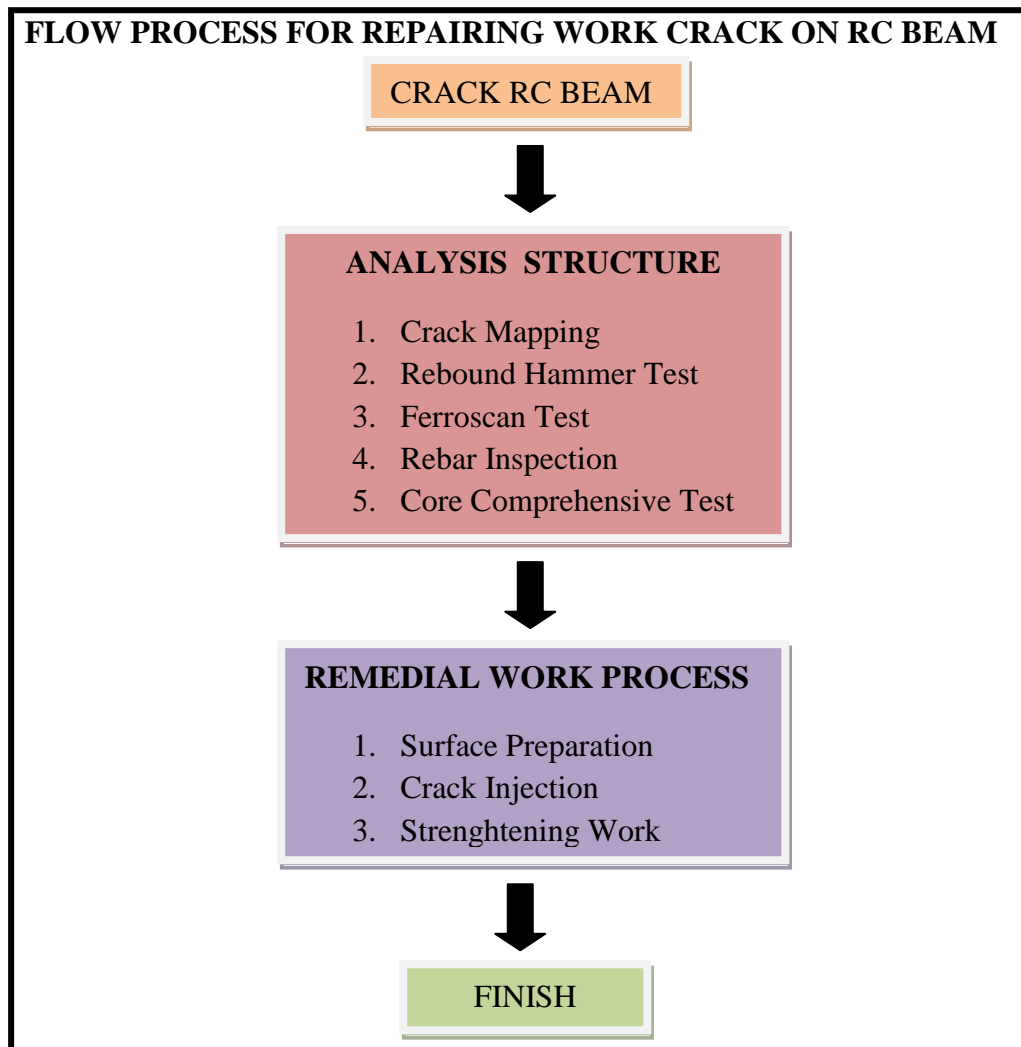 FLOW PROCESS FOR REPAIRING WORK CRACK ON RC BEAM
CRACK RC BEAM
ANALYSIS STRUCTURE
1. Crack Mapping
2. Rebound Hammer Test
3. Ferroscan Test
4. Rebar Inspection
5. Core Comprehensive Test
REMEDIAL WORK PROCESS
1. Surface Preparation
2. Crack Injection
3. Strenghtening Work
FINISH